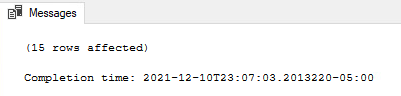 Messages
(15 rows affected)
Completion time: 2021-12-10T23:07:03.2013220-05:00